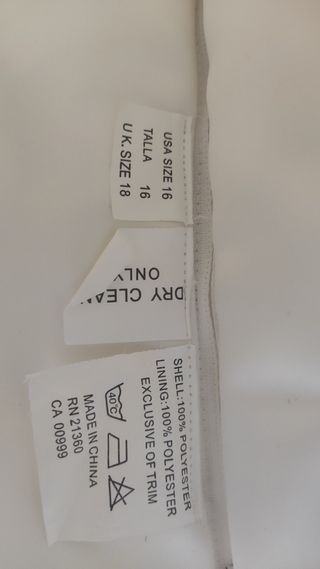 USA SIZE 16
TALLA 16
U K. SIZE 18
DRY CLEAN
ONLY
SHELL:100% POLYESTER
LINING:100% POLYESTER
EXCLUSIVE OF TRIM
40°C
MADE IN CHINA
RN 21360
CA 00999